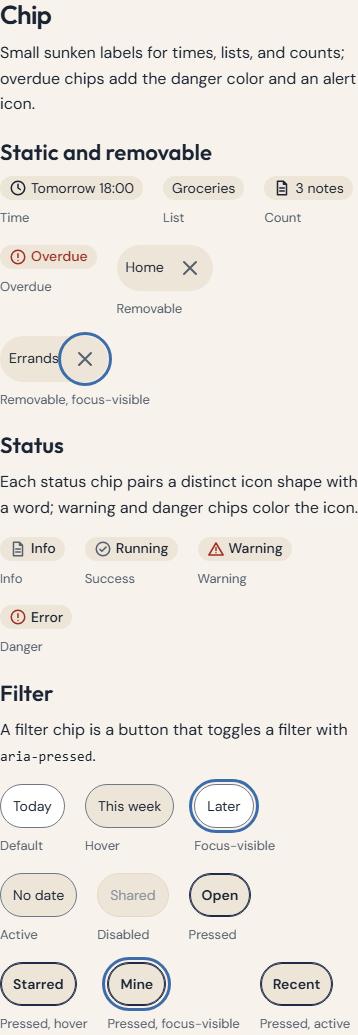 Chip
Small sunken labels for times, lists, and counts;
overdue chips add the danger color and an alert
icon.
Static and removable
Tomorrow 18:00 Groceries 3 notes
Time List Count
Overdue Home
Overdue
Removable
Errands
Removable, focus-visible
Status
Each status chip pairs a distinct icon shape with
a word; warning and danger chips color the icon.
Info Running Warning
Info Success Warning
Error
Danger
Filter
A filter chip is a button that toggles a filter with
aria-pressed.
Today This week Later
Default Hover Focus-visible
No date Shared Open
Active Disabled Pressed
Starred Mine Recent
Pressed, hover Pressed, focus-visible Pressed, active